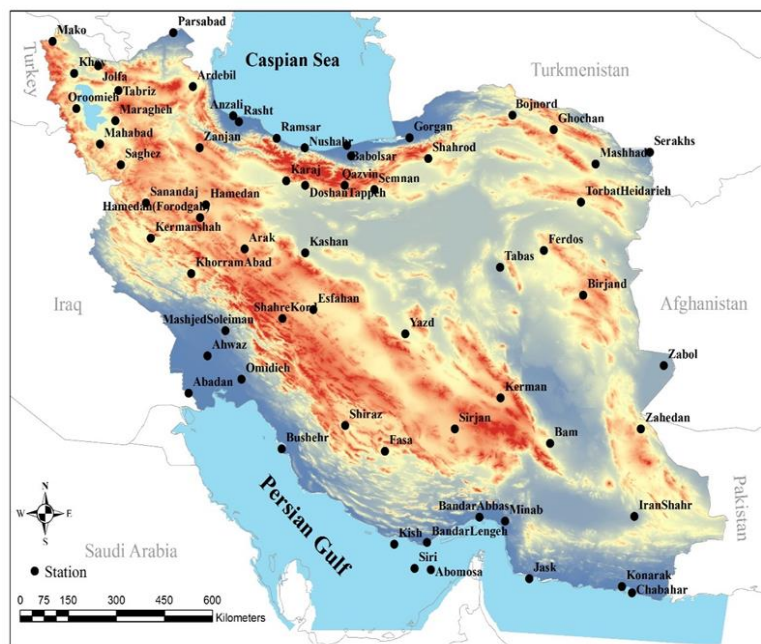 Parsabad
Mako
Turkey
Caspian Sea
Khoy
Jolfa
Ardebil
Turkmenistan
Tabriz
Oroomieh
Anzali
Rasht
Bojnord
Maragheh
Ghochan
Mahabad
Zanjan
Ramsar
Nushahr
Gorgan
Serakhs
Saghez
Babolsar
Shahrod
Mashhad
Karaj
Qazvin
Semnan
DoshanTappeh
Sanandaj
Hamedan
TorbatHeidarieh
Hamedan(Forodgah)
Kermanshah
Arak
Kashan
Ferdos
KhorramAbad
Tabas
Birjand
Iraq
Esfahan
ShahreKord
Afghanistan
MashjedSoleiman
Yazd
Ahwaz
Zabol
Omidieh
Abadan
Kerman
Shiraz
Sirjan
Zahedan
Bushehr
Fasa
Bam
Persian Gulf
Pakistan
N
W E
S
BandarAbbas
Minab
IranShahr
Kish
BandarLengeh
Saudi Arabia
Siri
Abomosa
Jask
Station
Konarak
Chabahar
0 75 150 300 450 600
Kilometers